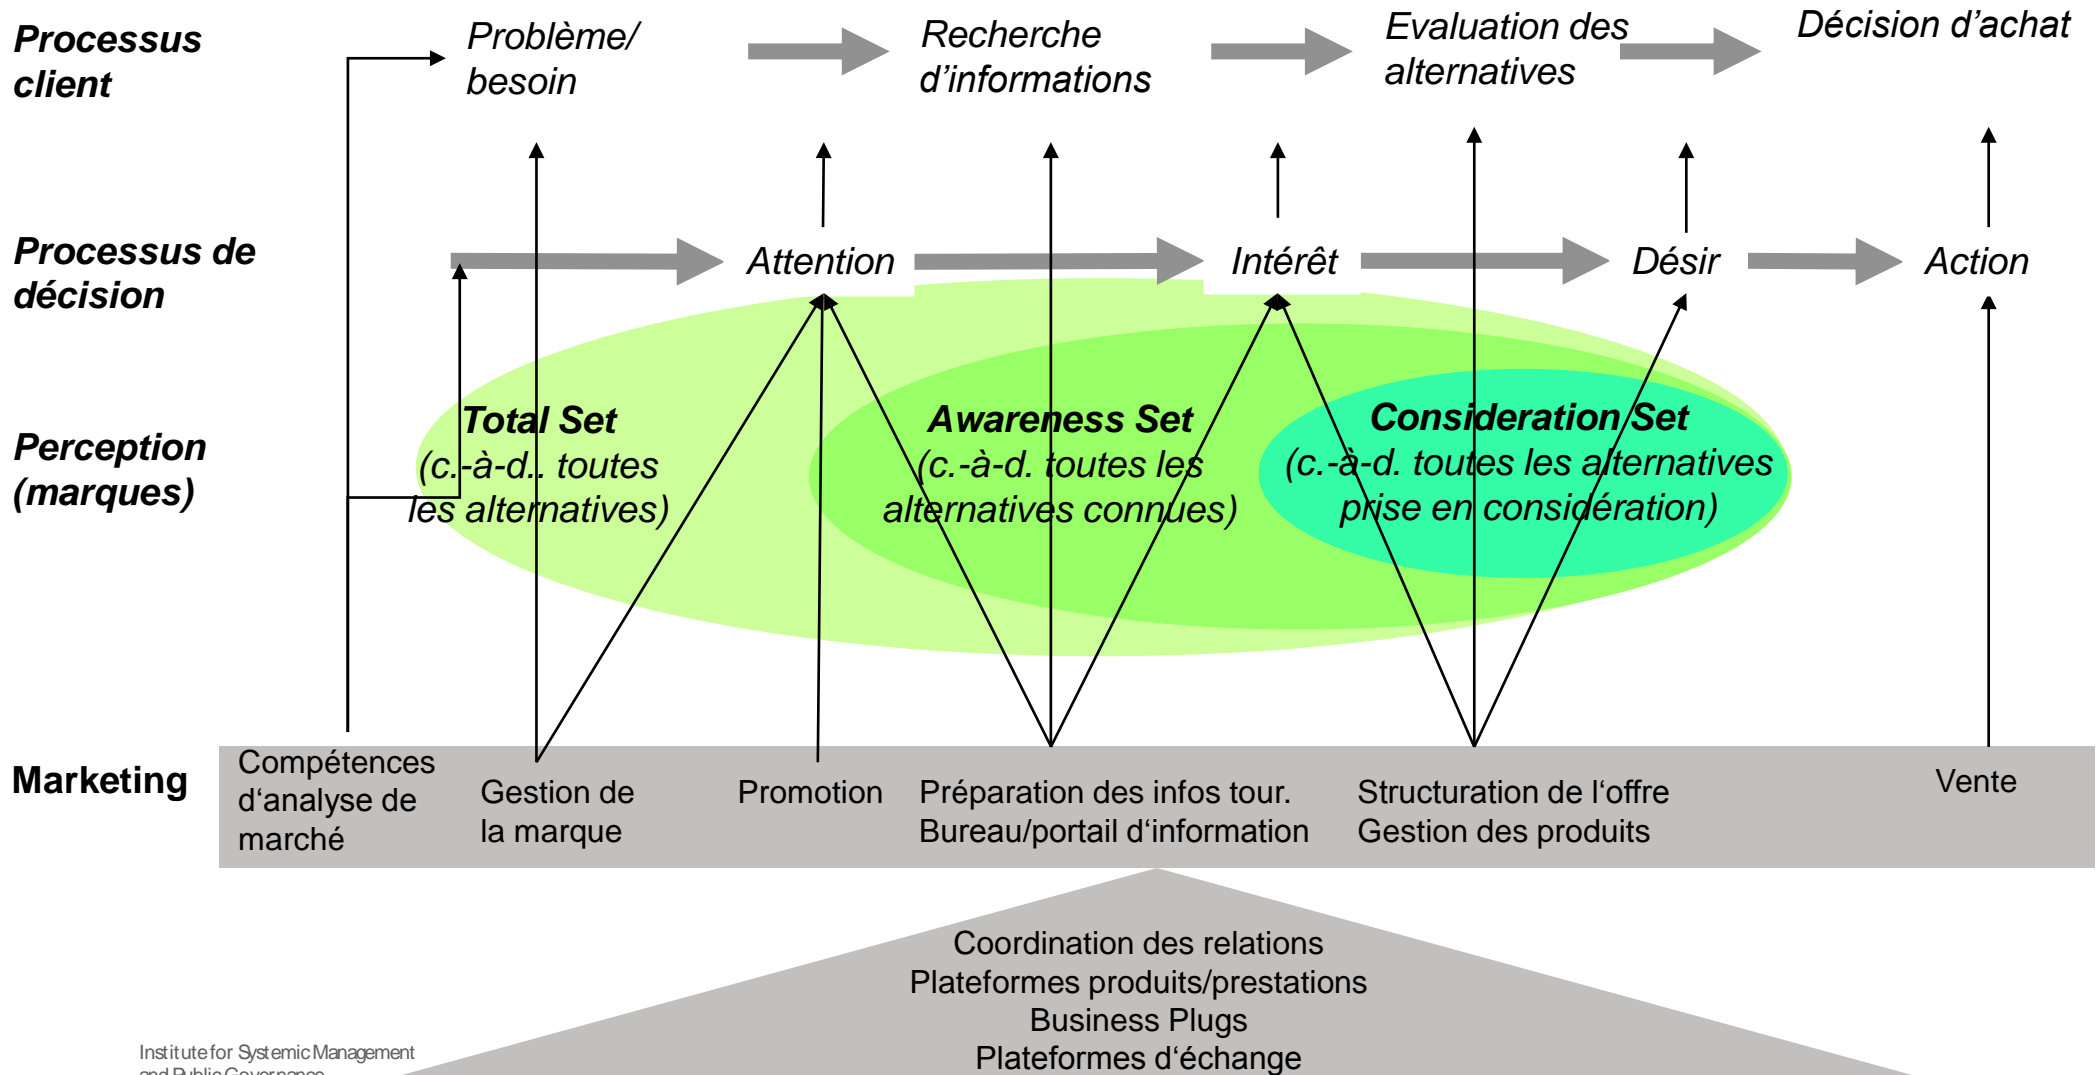 Processus
client
Problème/
besoin
Recherche
d’informations
Evaluation des
alternatives
Décision d’achat
Processus de
décision
Attention
Intérêt
Désir
Action
Perception
(marques)
Total Set
(c.-à-d.. toutes
les alternatives)
Awareness Set
(c.-à-d. toutes les
alternatives connues)
Consideration Set
(c.-à-d. toutes les alternatives
prise en considération)
Marketing
Compétences
d‘analyse de
marché
Gestion de
la marque
Promotion
Préparation des infos tour.
Bureau/portail d‘information
Structuration de l‘offre
Gestion des produits
Vente
Coordination des relations
Plateformes produits/prestations
Business Plugs
Plateformes d’échange
Institute for Systemic Management
and Public Governance